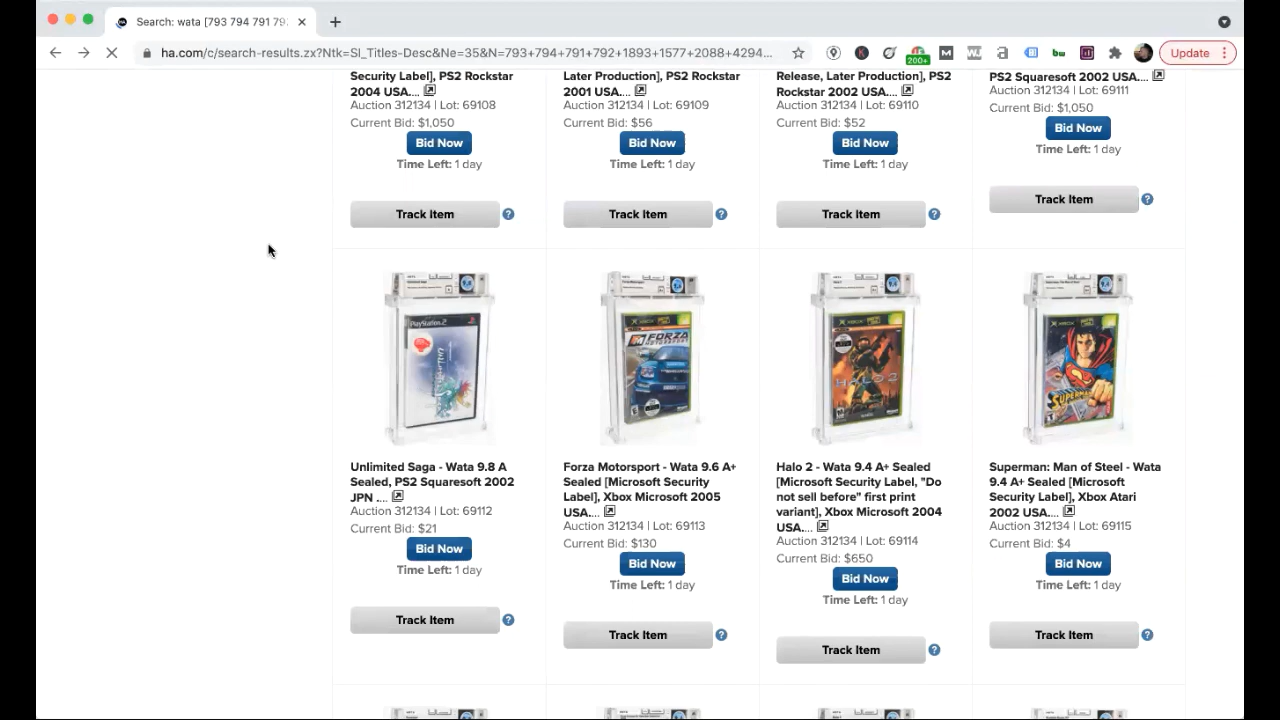 Search: wata [793 794 791 79
ha.com/c/search-results.zx?Ntk=SI_Titles-Desc&Ne=35&N=793+794+791+792+1893+1577+2088+4294...
200+
Update
Security Label], PS2 Rockstar
2004 USA....
Auction 312134 | Lot: 69108
Current Bid: $1,050
Bid Now
Time Left: 1 day
Track Item
Later Production], PS2 Rockstar
2001 USA....
Auction 312134 | Lot: 69109
Current Bid: $56
Bid Now
Time Left: 1 day
Track Item
Release, Later Production], PS2
Rockstar 2002 USA....
Auction 312134 | Lot: 69110
Current Bid: $52
Bid Now
Time Left: 1 day
Track Item
PS2 Squaresoft 2002 USA....
Auction 312134 | Lot: 69111
Current Bid: $1,050
Bid Now
Time Left: 1 day
Track Item
PlayStation 2
Unlimited Saga - Wata 9.8 A
Sealed, PS2 Squaresoft 2002
JPN ....
Auction 312134 | Lot: 69112
Current Bid: $21
Bid Now
Time Left: 1 day
Track Item
XBOX
FORZA
Forza Motorsport - Wata 9.6 A+
Sealed [Microsoft Security
Label], Xbox Microsoft 2005
USA....
Auction 312134 | Lot: 69113
Current Bid: $130
Bid Now
Time Left: 1 day
Track Item
XBOX
HALO 2
Halo 2 - Wata 9.4 A+ Sealed
[Microsoft Security Label, "Do
not sell before" first print
variant], Xbox Microsoft 2004
USA....
Auction 312134 | Lot: 69114
Current Bid: $650
Bid Now
Time Left: 1 day
Track Item
XBOX
SUPERMAN
Superman: Man of Steel - Wata
9.4 A+ Sealed [Microsoft
Security Label], Xbox Atari
2002 USA....
Auction 312134 | Lot: 69115
Current Bid: $4
Bid Now
Time Left: 1 day
Track Item